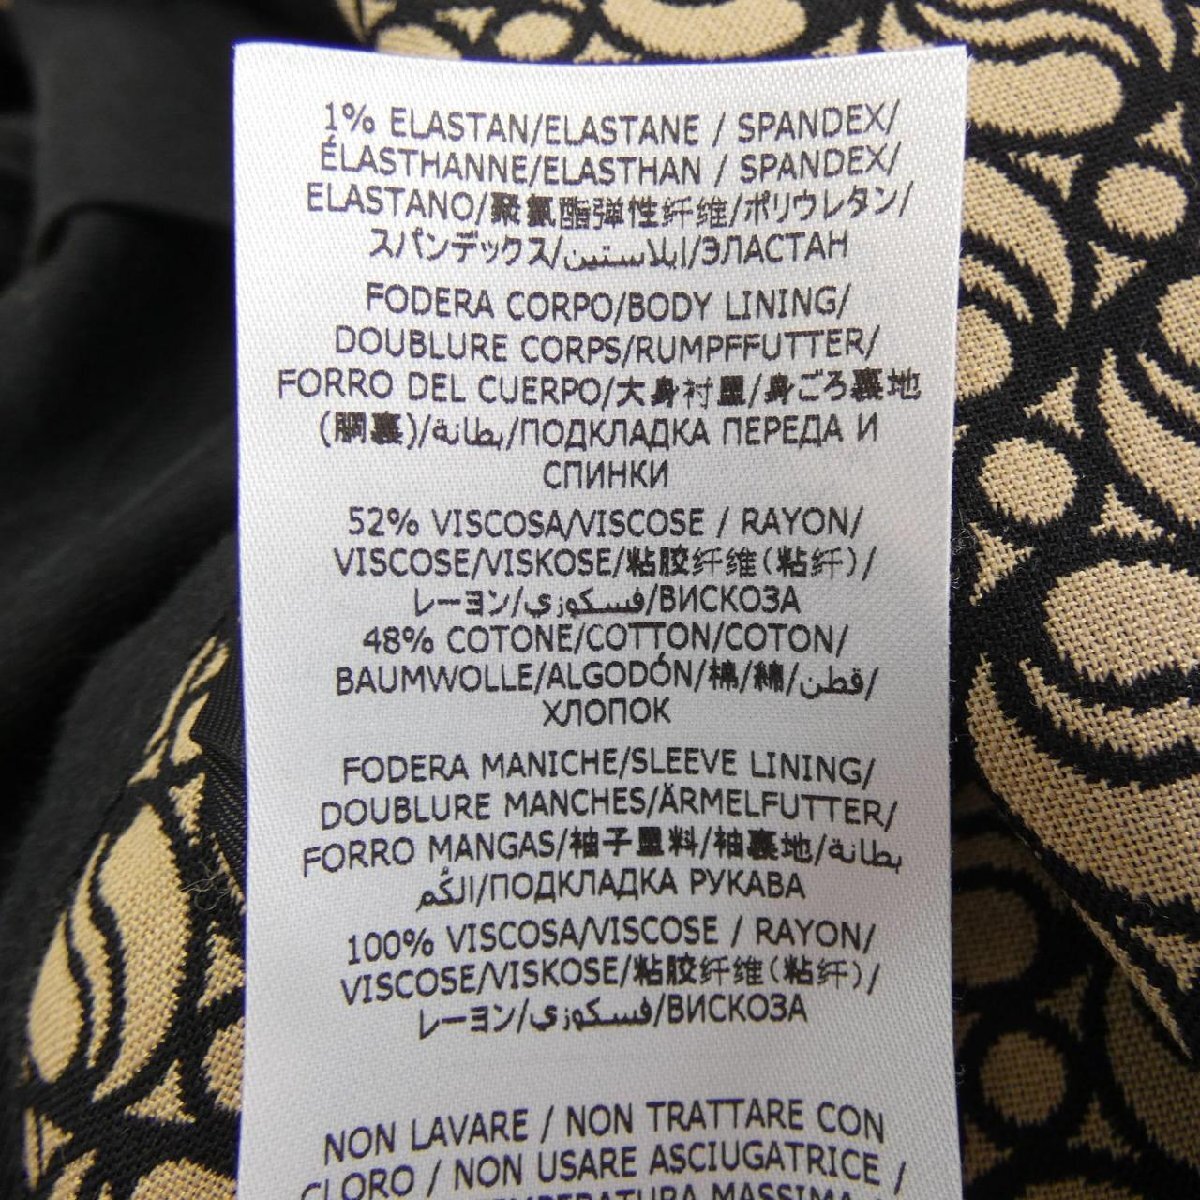 1% ELASTAN/ELASTANE / SPANDEX/
ÉLASTHANNE/ELASTHAN / SPANDEX/
ELASTANO/聚氨酯弹性纤维/ポリウレタン/
スパンデックス/ايلاستين/ЭЛАСТАН
FODERA CORPO/BODY LINING/
DOUBLURE CORPS/RUMPFFUTTER/
FORRO DEL CUERPO/大身衬里/身ごろ裏地
(胴裏)/بطانة/ПОДКЛАДКА ПЕРЕДА И
СПИНКИ
52% VISCOSA/VISCOSE / RAYON/
VISCOSE/VISKOSE/粘胶纤维(粘纤)/
レーヨン/فسكوزي/ВИСКОЗА
48% COTONE/COTTON/COTON/
BAUMWOLLE/ALGODÓN/棉/綿/قطن/
ХЛОПОК
FODERA MANICHE/SLEEVE LINING/
DOUBLURE MANCHES/ÄRMELFUTTER/
FORRO MANGAS/袖子里料/袖裏地/بطانة
الكُم/ПОДКЛАДКА РУКАВА
100% VISCOSA/VISCOSE / RAYON/
VISCOSE/VISKOSE/粘胶纤维(粘纤)/
レーヨン/فسكوزي/ВИСКОЗА
NON LAVARE / NON TRATTARE CON
CLORO / NON USARE ASCIUGATRICE /
TEMPERATURA MASSIMA